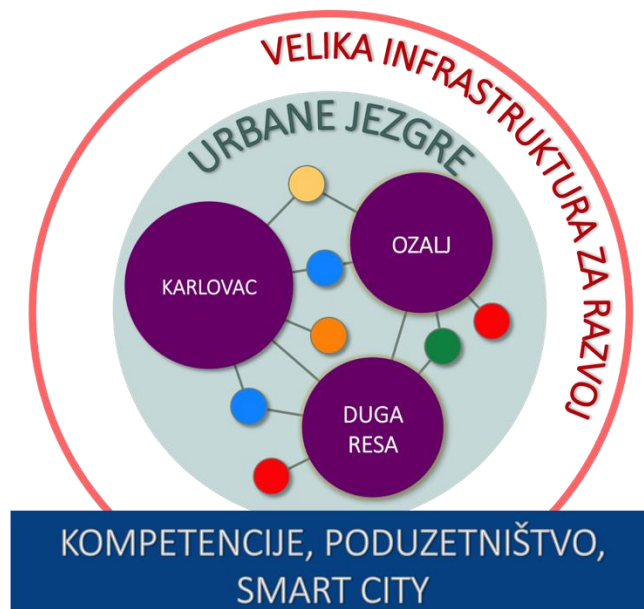 VELIKA INFRASTRUKTURA ZA RAZVOJ
URBANE JEZGRE
OZALJ
KARLOVAC
DUGA
RESA
KOMPETENCIJE, PODUZETNIŠTVO,
SMART CITY